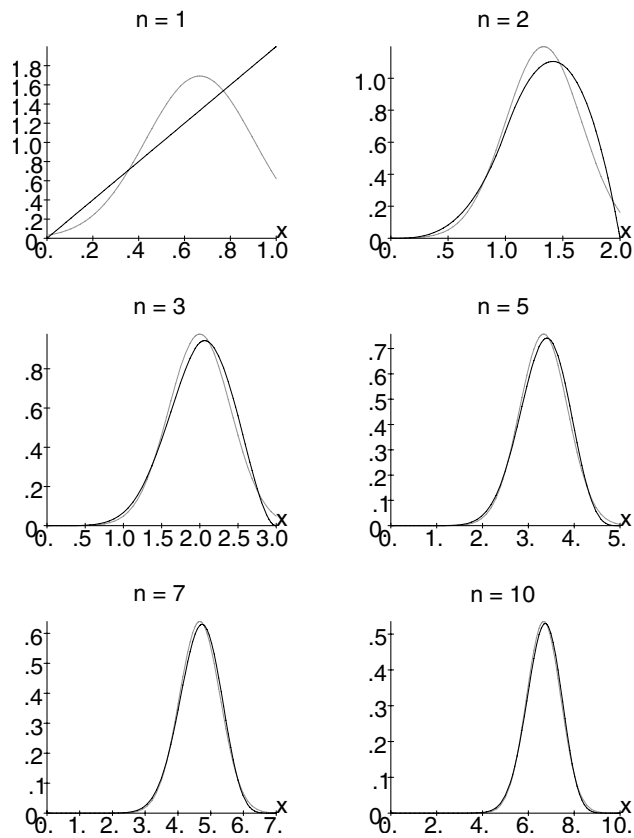 n = 1
n = 2
1.8
1.6
1.4
1.2
1.0
.8
.6
.4
.2
0
0. .2 .4 .6 .8 1.0
x
1.0
.8
.6
.4
.2
0
0. .5 1.0 1.5 2.0
x
n = 3
n = 5
.8
.6
.4
.2
0
0. .5 1.0 1.5 2.0 2.5 3.0
x
.7
.6
.5
.4
.3
.2
.1
0
0. 1. 2. 3. 4. 5.
x
n = 7
n = 10
.6
.5
.4
.3
.2
.1
0
0. 1. 2. 3. 4. 5. 6. 7.
x
.5
.4
.3
.2
.1
0
0. 2. 4. 6. 8. 10.
x